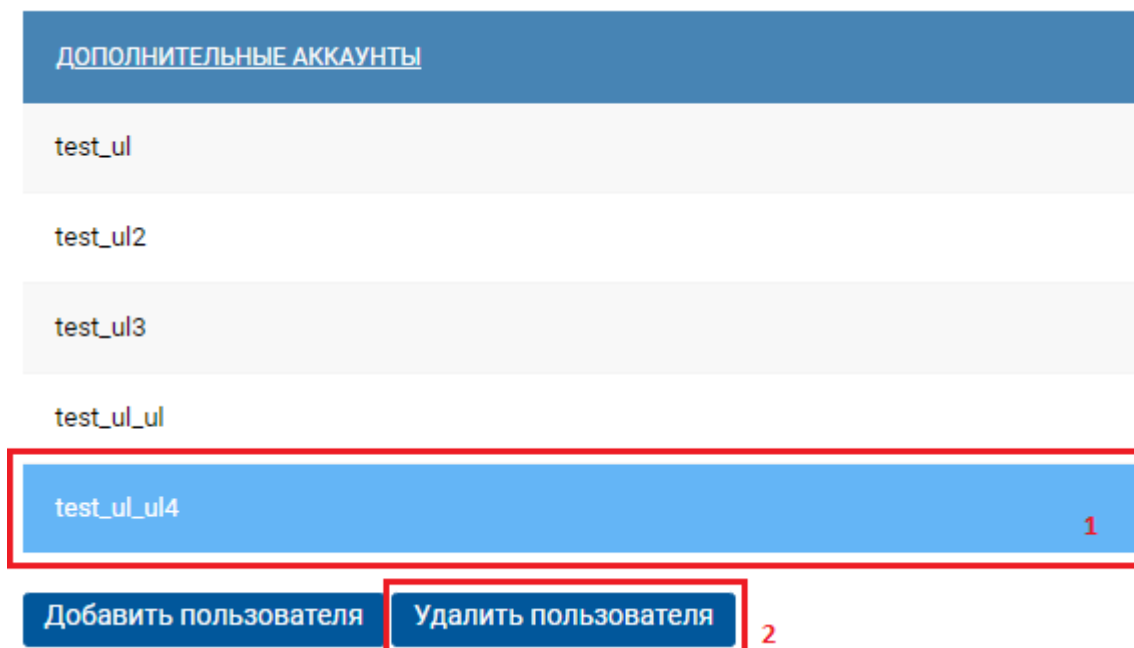 ДОПОЛНИТЕЛЬНЫЕ АККАУНТЫ
test_ul
test_ul2
test_ul3
test_ul_ul
test_ul_ul4
1
Добавить пользователя Удалить пользователя 2